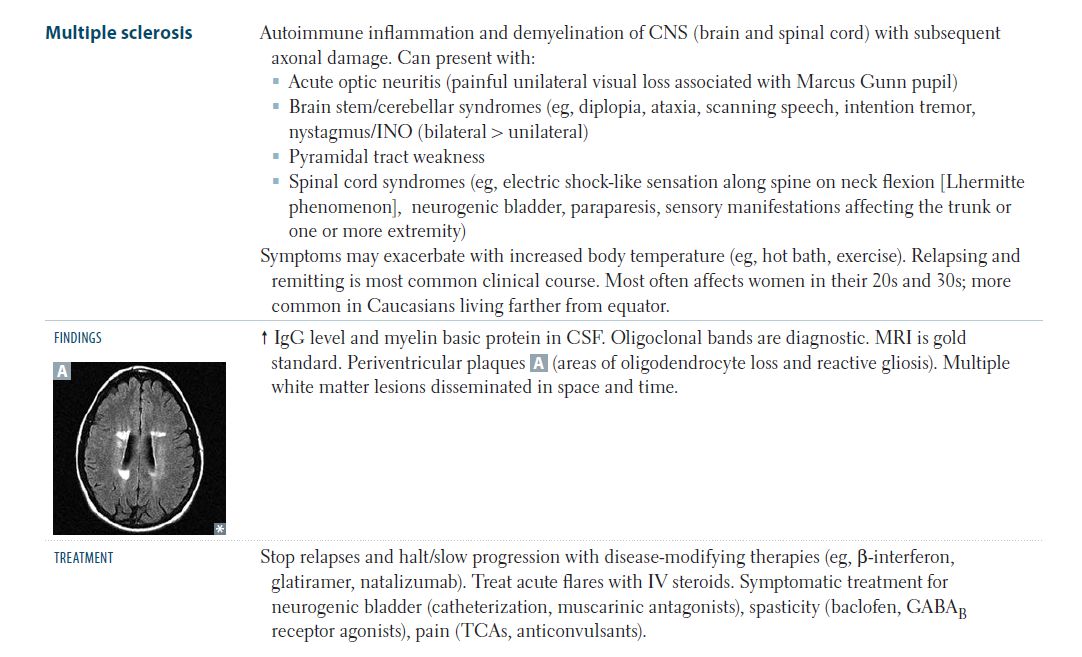 Multiple sclerosis
Autoimmune inflammation and demyelination of CNS (brain and spinal cord) with subsequent
axonal damage. Can present with:
▪ Acute optic neuritis (painful unilateral visual loss associated with Marcus Gunn pupil)
▪ Brain stem/cerebellar syndromes (eg, diplopia, ataxia, scanning speech, intention tremor,
nystagmus/INO (bilateral > unilateral)
▪ Pyramidal tract weakness
▪ Spinal cord syndromes (eg, electric shock-like sensation along spine on neck flexion [Lhermitte
phenomenon], neurogenic bladder, paraparesis, sensory manifestations affecting the trunk or
one or more extremity)
Symptoms may exacerbate with increased body temperature (eg, hot bath, exercise). Relapsing and
remitting is most common clinical course. Most often affects women in their 20s and 30s; more
common in Caucasians living farther from equator.
FINDINGS
↑ IgG level and myelin basic protein in CSF. Oligoclonal bands are diagnostic. MRI is gold
standard. Periventricular plaques A (areas of oligodendrocyte loss and reactive gliosis). Multiple
white matter lesions disseminated in space and time.
A
*
TREATMENT
Stop relapses and halt/slow progression with disease-modifying therapies (eg, β-interferon,
glatiramer, natalizumab). Treat acute flares with IV steroids. Symptomatic treatment for
neurogenic bladder (catheterization, muscarinic antagonists), spasticity (baclofen, GABA_B
receptor agonists), pain (TCAs, anticonvulsants).